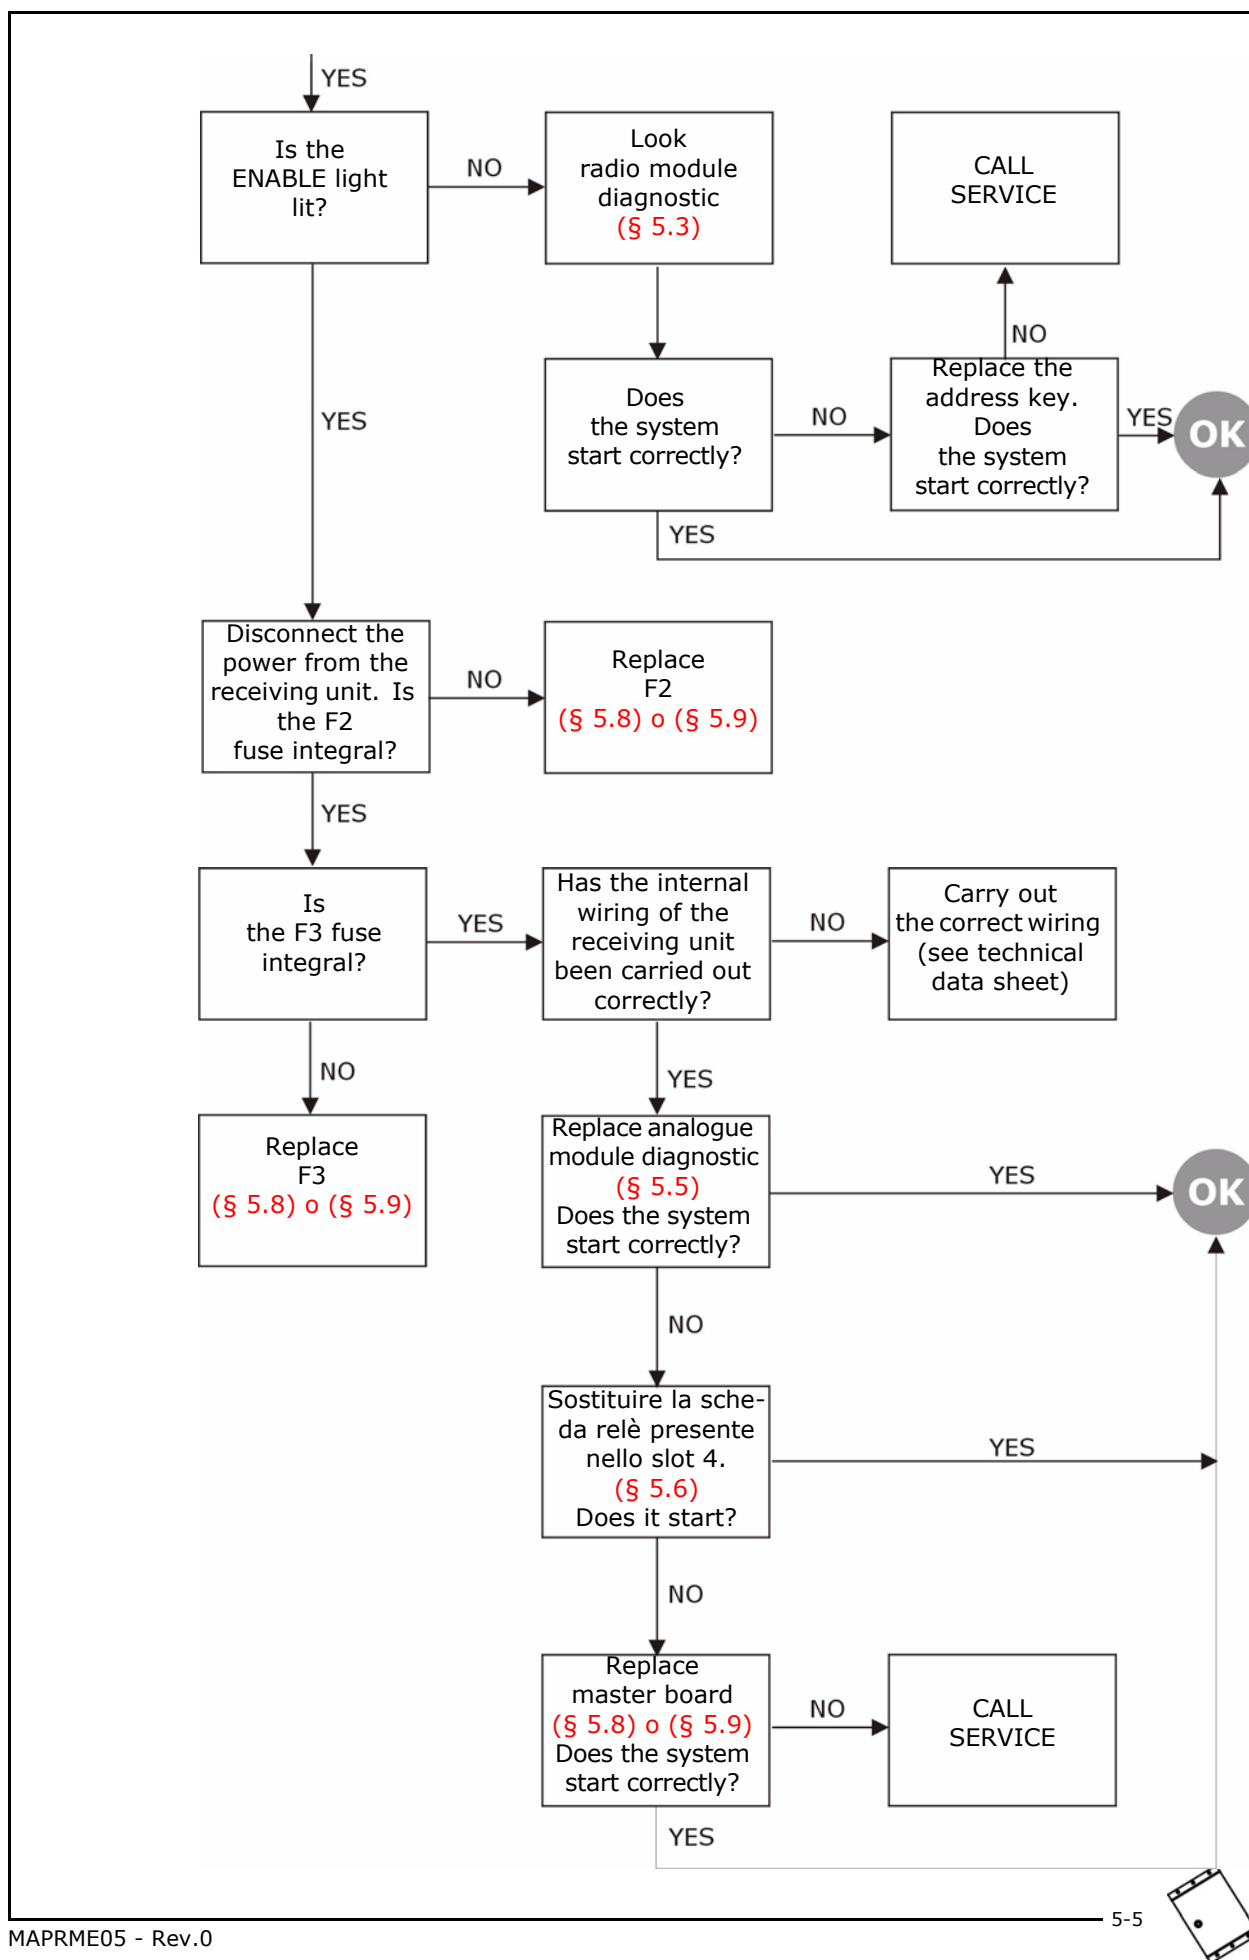 YES
Is the
ENABLE light
lit?
NO
Look
radio module
diagnostic
(§ 5.3)
CALL
SERVICE
NO
YES
Does
the system
start correctly?
NO
Replace the
address key.
Does
the system
start correctly?
YES
OK
YES
Disconnect the
power from the
receiving unit. Is
the F2
fuse integral?
NO
Replace
F2
(§ 5.8) o (§ 5.9)
YES
Is
the F3 fuse
integral?
YES
Has the internal
wiring of the
receiving unit
been carried out
correctly?
NO
Carry out
the correct wiring
(see technical
data sheet)
NO
YES
Replace
F3
(§ 5.8) o (§ 5.9)
Replace analogue
module diagnostic
(§ 5.5)
Does the system
start correctly?
YES
OK
NO
Sostituire la sche-
da relè presente
nello slot 4.
(§ 5.6)
Does it start?
YES
NO
Replace
master board
(§ 5.8) o (§ 5.9)
Does the system
start correctly?
NO
CALL
SERVICE
YES
5-5
MAPRME05 - Rev.0